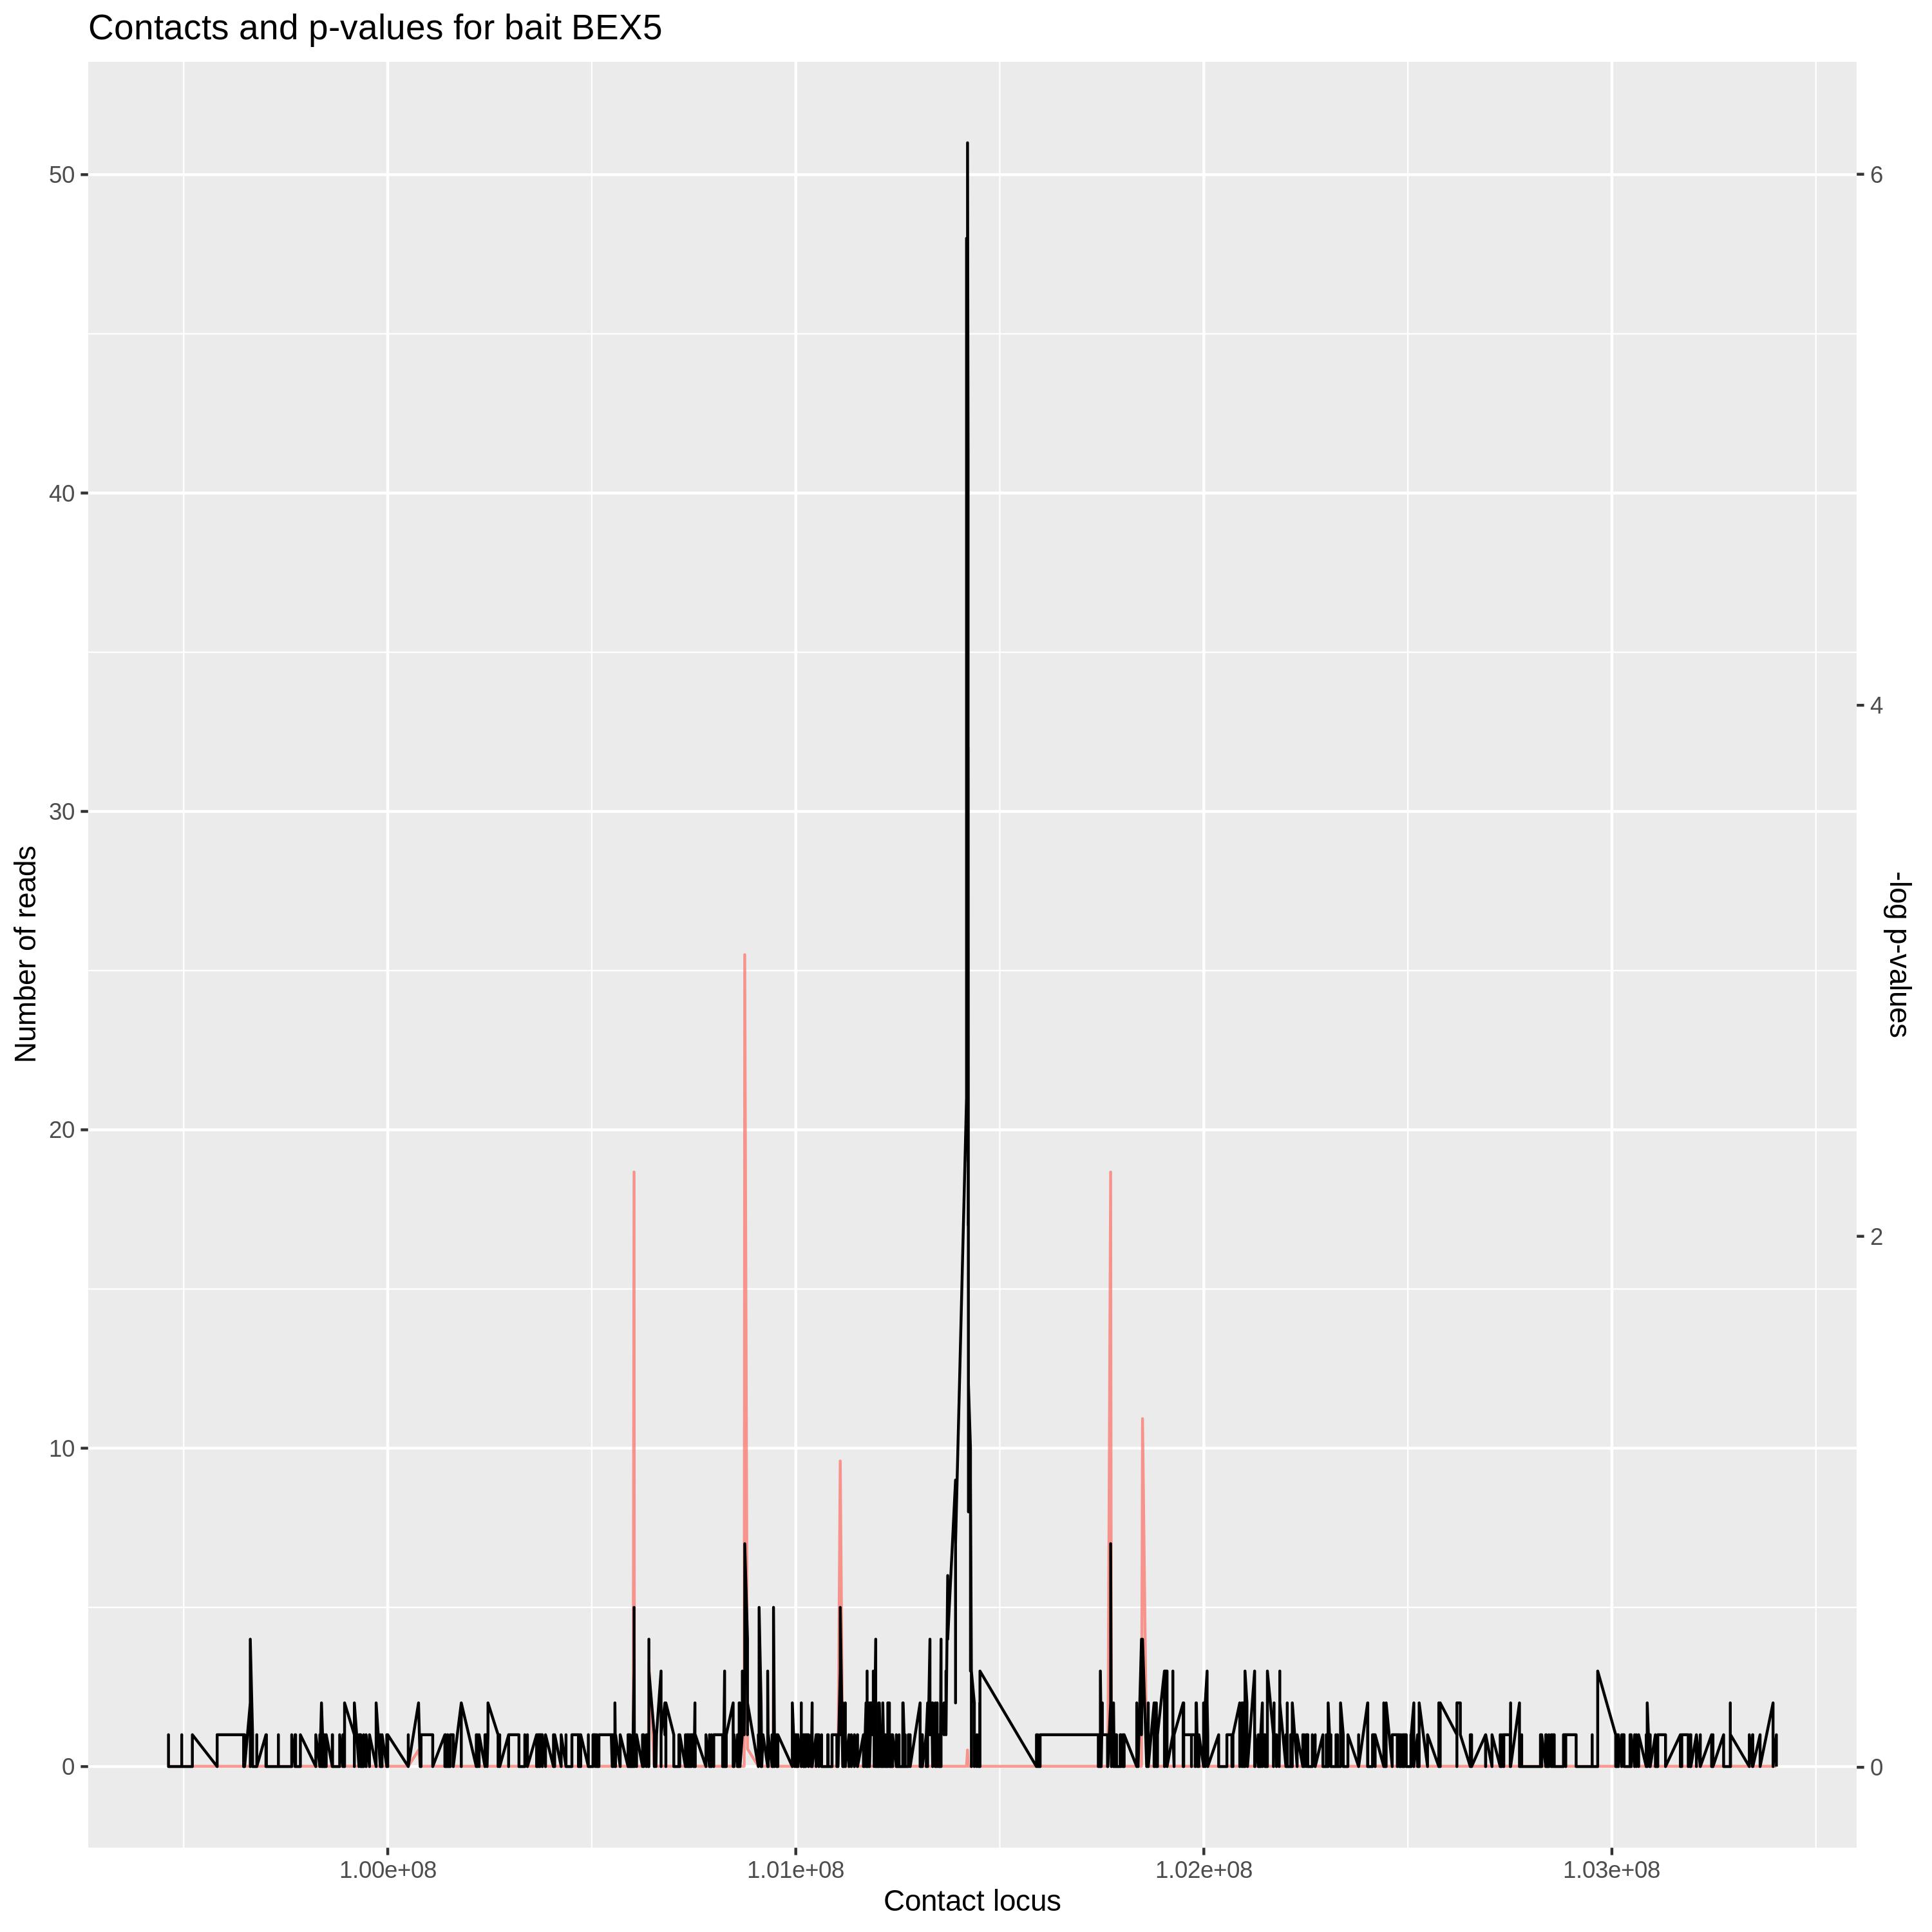 Contacts and p-values for bait BEX5
Number of reads
50
40
30
20
10
0
6
4
2
0
-log p-values
1.00e+08 1.01e+08 1.02e+08 1.03e+08
Contact locus